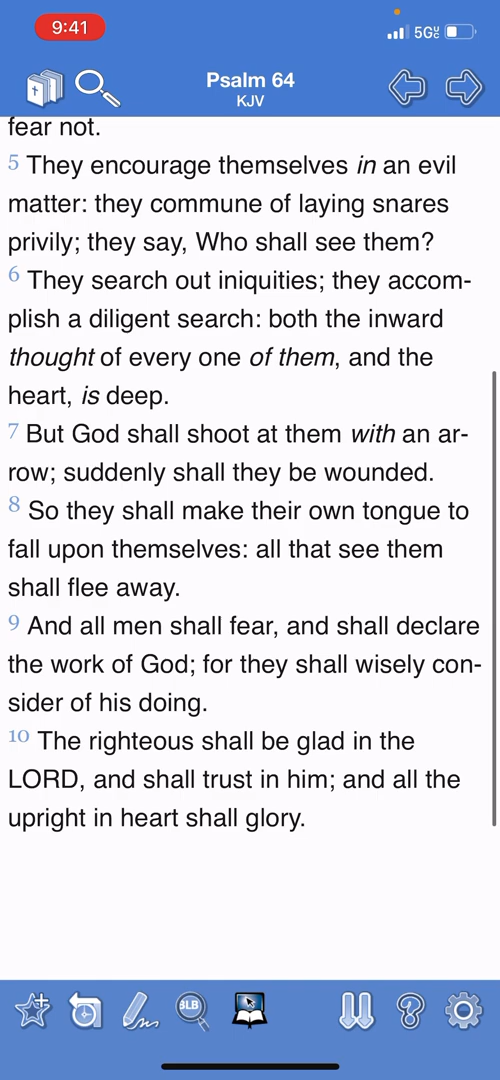 9:41
5GUC
Psalm 64
KJV
fear not.
5 They encourage themselves in an evil
matter: they commune of laying snares
privily; they say, Who shall see them?
6 They search out iniquities; they accom-
plish a diligent search: both the inward
thought of every one of them, and the
heart, is deep.
7 But God shall shoot at them with an ar-
row; suddenly shall they be wounded.
8 So they shall make their own tongue to
fall upon themselves: all that see them
shall flee away.
9 And all men shall fear, and shall declare
the work of God; for they shall wisely con-
sider of his doing.
10 The righteous shall be glad in the
LORD, and shall trust in him; and all the
upright in heart shall glory.
BLB